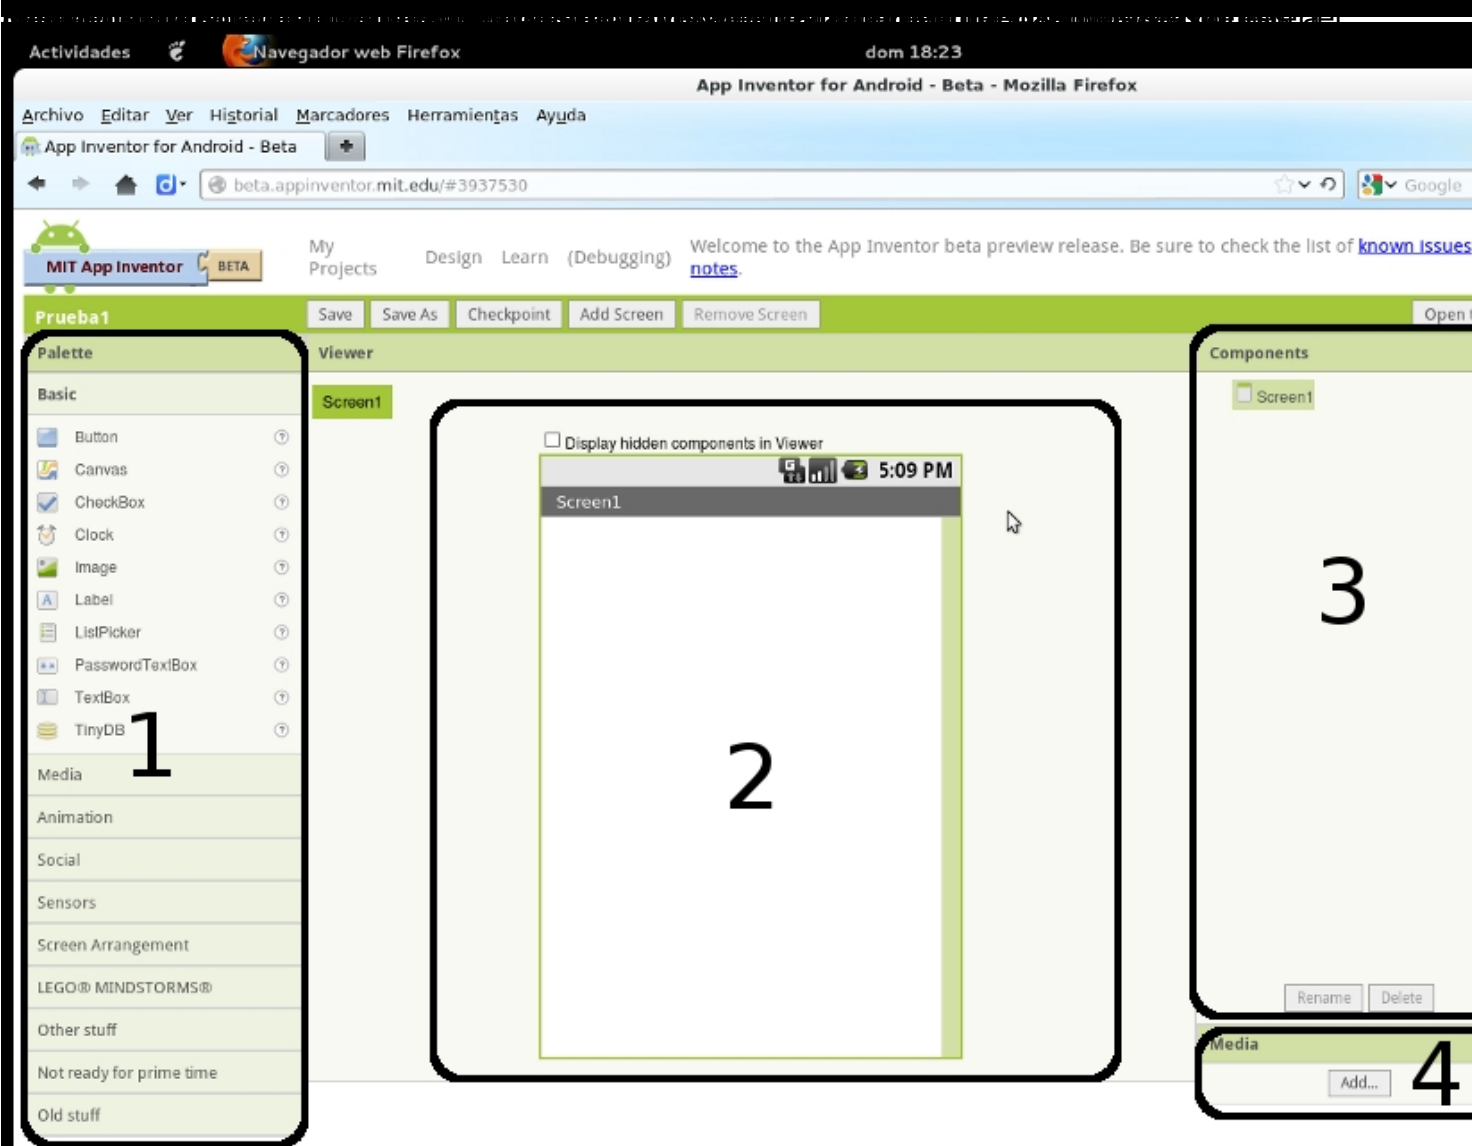 Actividades Navegador web Firefox dom 18:23
App Inventor for Android - Beta - Mozilla Firefox
Archivo Editar Ver Historial Marcadores Herramientas Ayuda
App Inventor for Android - Beta
beta.appinventor.mit.edu/#3937530 Google
MIT App Inventor BETA
My Projects Design Learn (Debugging)
Welcome to the App Inventor beta preview release. Be sure to check the list of known issues
notes.
Prueba1 Save Save As Checkpoint Add Screen Remove Screen Open
Palette
Basic
Button
Canvas
CheckBox
Clock
Image
Label
ListPicker
PasswordTextBox
TextBox
TinyDB
1
Media
Animation
Social
Sensors
Screen Arrangement
LEGO® MINDSTORMS®
Other stuff
Not ready for prime time
Old stuff
Viewer
Screen1
Display hidden components in Viewer
5:09 PM
Screen1
2
Components
Screen1
3
Rename Delete
Media
Add...
4